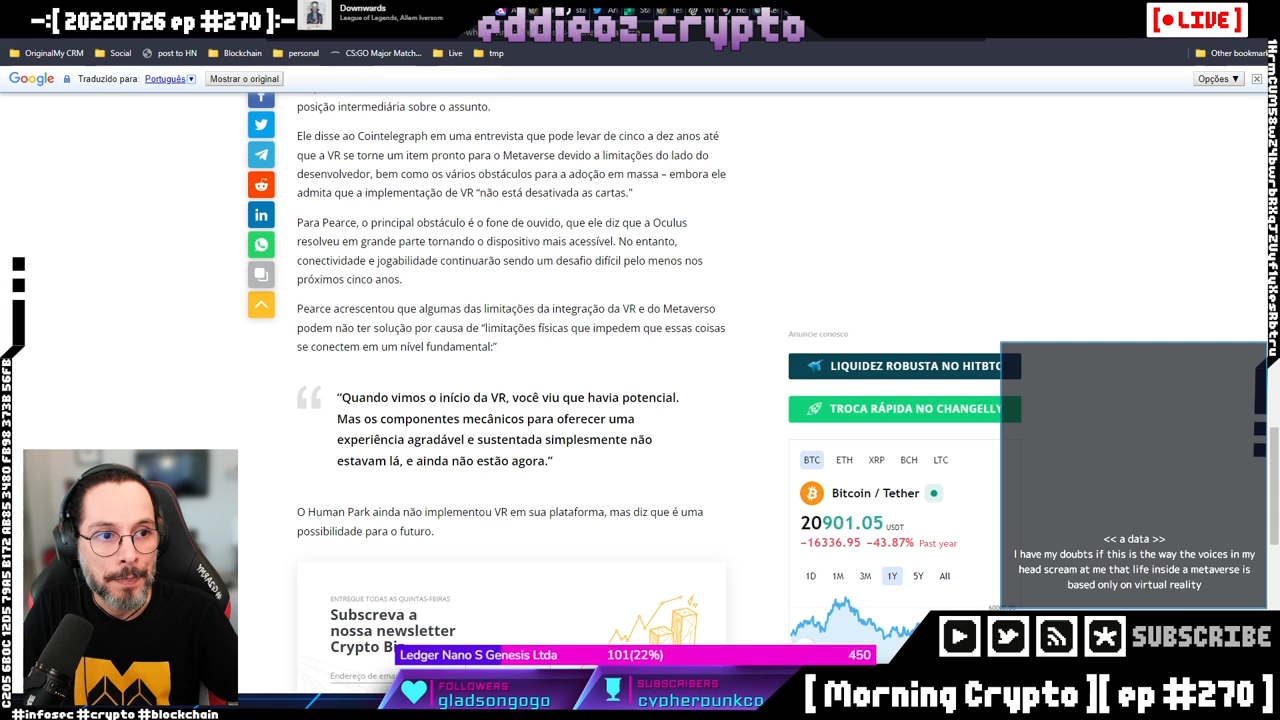 -:[ 20220726 ep #270]:-
Downwards
League of Legends, Allem Iversom
eddieoz.crypto
[● LIVE]
OriginalMy CRM
Social
post to HN
Blockchain
personal
CS:GO Major Match...
Live
tmp
Other bookmar
Google
Traduzido para: Português
Mostrar o original
Opções ▼
posição intermediária sobre o assunto.
Ele disse ao Cointelegraph em uma entrevista que pode levar de cinco a dez anos até
que a VR se torne um item pronto para o Metaverse devido a limitações do lado do
desenvolvedor, bem como os vários obstáculos para a adoção em massa – embora ele
admita que a implementação de VR “não está desativada as cartas."
Para Pearce, o principal obstáculo é o fone de ouvido, que ele diz que a Oculus
resolveu em grande parte tornando o dispositivo mais acessível. No entanto,
conectividade e jogabilidade continuarão sendo um desafio difícil pelo menos nos
próximos cinco anos.
Pearce acrescentou que algumas das limitações da integração da VR e do Metaverso
podem não ter solução por causa de “limitações físicas que impedem que essas coisas
se conectem em um nível fundamental:”
“Quando vimos o início da VR, você viu que havia potencial.
Mas os componentes mecânicos para oferecer uma
experiência agradável e sustentada simplesmente não
estavam lá, e ainda não estão agora.”
O Human Park ainda não implementou VR em sua plataforma, mas diz que é uma
possibilidade para o futuro.
ENTREGUE TODAS AS QUINTAS-FEIRAS
Subscreva a
nossa newsletter
Crypto Bi
Endereço de ema
Anuncie conosco
LIQUIDEZ ROBUSTA NO HITBTC
TROCA RÁPIDA NO CHANGELLY
BTC ETH XRP BCH LTC
Bitcoin / Tether
20901.05 USDT
−16336.95 −43.87% Past year
1D 1M 3M 1Y 5Y All
<< a data >>
I have my doubts if this is the way the voices in my
head scream at me that life inside a metaverse is
based only on virtual reality
Ledger Nano S Genesis Ltda 101(22%) 450
FOLLOWERS
gladsongogo
SUBSCRIBERS
cypherpunkco
SUBSCRIBE
[ Morning Crypto ][ ep #270 ]
#infosec #crypto #blockchain